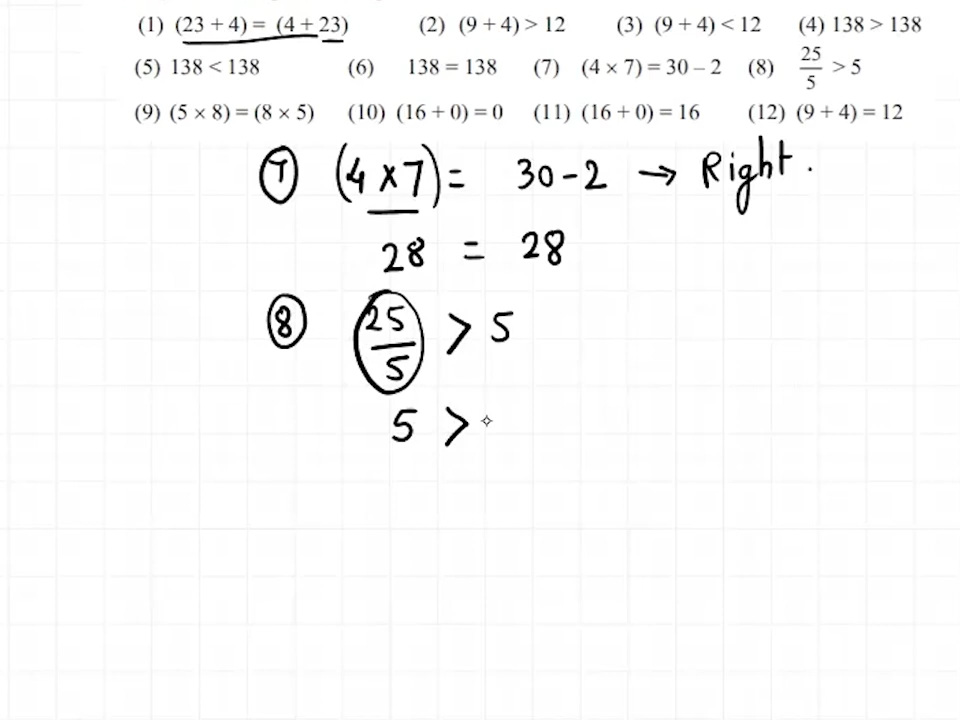 (1) (23 + 4) = (4 + 23) (2) (9 + 4) > 12 (3) (9 + 4) < 12 (4) 138 > 138
(5) 138 < 138 (6) 138 = 138 (7) (4 × 7) = 30 – 2 (8) 25/5 > 5
(9) (5 × 8) = (8 × 5) (10) (16 + 0) = 0 (11) (16 + 0) = 16 (12) (9 + 4) = 12
7 (4 × 7) = 30 - 2 → Right.
28 = 28
8 25/5 > 5
5 >